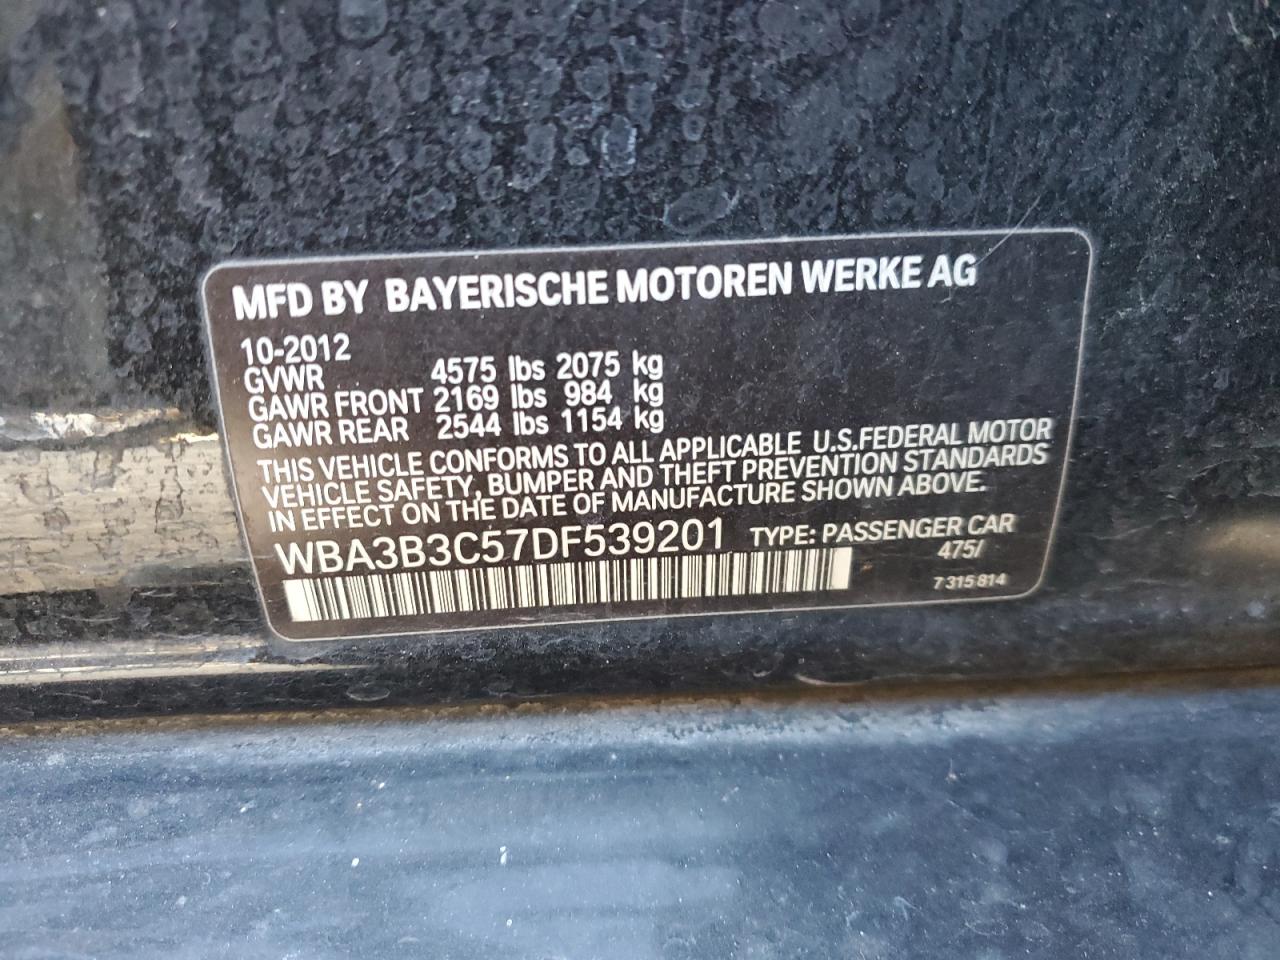 MFD BY BAYERISCHE MOTOREN WERKE AG
10-2012
GVWR 4575 lbs 2075 kg
GAWR FRONT 2169 lbs 984 kg
GAWR REAR 2544 lbs 1154 kg
THIS VEHICLE CONFORMS TO ALL APPLICABLE U.S.FEDERAL MOTOR
VEHICLE SAFETY, BUMPER AND THEFT PREVENTION STANDARDS
IN EFFECT ON THE DATE OF MANUFACTURE SHOWN ABOVE.
WBA3B3C57DF539201 TYPE: PASSENGER CAR
475/
7 315 814